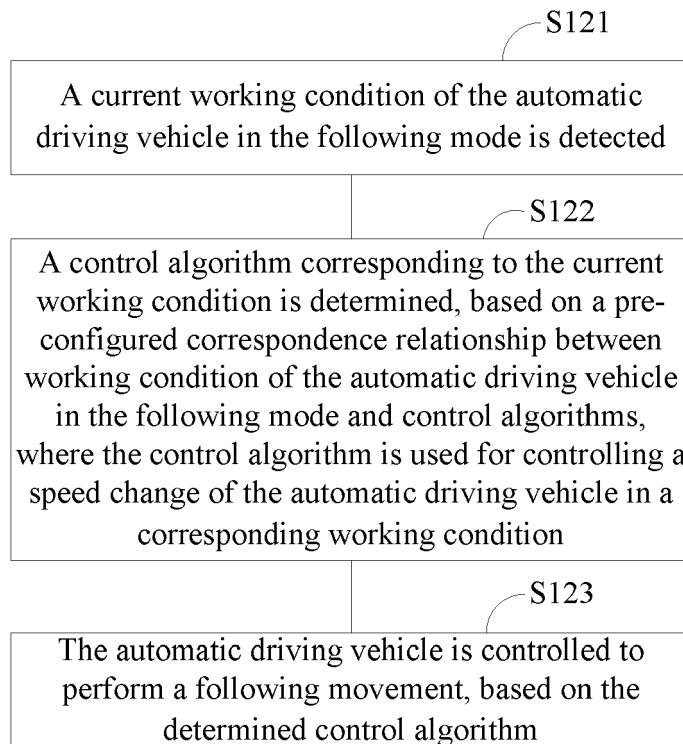 S121
A current working condition of the automatic
driving vehicle in the following mode is detected
S122
A control algorithm corresponding to the current
working condition is determined, based on a pre-
configured correspondence relationship between
working condition of the automatic driving vehicle
in the following mode and control algorithms,
where the control algorithm is used for controlling a
speed change of the automatic driving vehicle in a
corresponding working condition
S123
The automatic driving vehicle is controlled to
perform a following movement, based on the
determined control algorithm